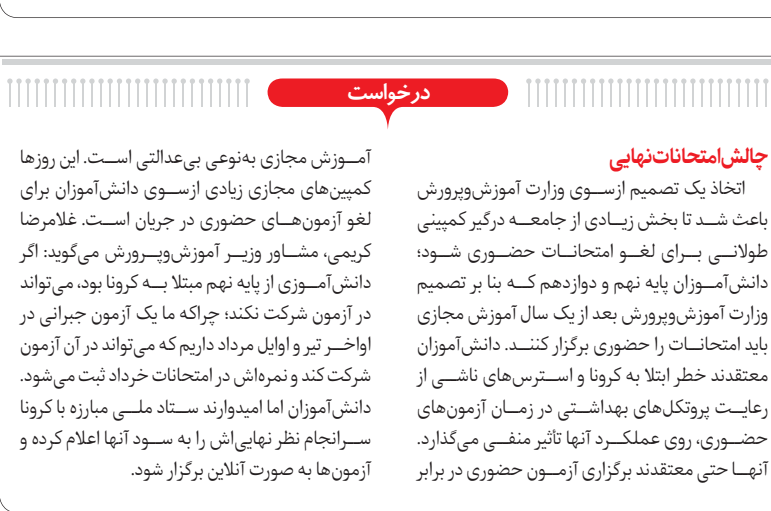 درخواست
چالش امتحانات نهایی
اتخاذ یک تصمیم ازسوی وزارت آموزش‌وپرورش
باعث شد تا بخش زیادی از جامعه درگیر کمپینی
طولانی برای لغو امتحانات حضوری شود؛
دانش‌آموزان پایه نهم و دوازدهم که بنا بر تصمیم
وزارت آموزش‌وپرورش بعد از یک سال آموزش مجازی
باید امتحانات را حضوری برگزار کنند. دانش‌آموزان
معتقدند خطر ابتلا به کرونا و استرس‌های ناشی از
رعایت پروتکل‌های بهداشتی در زمان آزمون‌های
حضوری، روی عملکرد آنها تأثیر منفی می‌گذارد.
آنها حتی معتقدند برگزاری آزمون حضوری در برابر
آموزش مجازی به‌نوعی بی‌عدالتی است. این روزها
کمپین‌های مجازی زیادی ازسوی دانش‌آموزان برای
لغو آزمون‌های حضوری در جریان است. غلامرضا
کریمی، مشاور وزیر آموزش‌وپرورش می‌گوید: اگر
دانش‌آموزی از پایه نهم مبتلا به کرونا بود، می‌تواند
در آزمون شرکت نکند؛ چراکه ما یک آزمون جبرانی در
اواخر تیر و اوایل مرداد داریم که می‌تواند در آن آزمون
شرکت کند و نمره‌اش در امتحانات خرداد ثبت می‌شود.
دانش‌آموزان اما امیدوارند ستاد ملی مبارزه با کرونا
سرانجام نظر نهایی‌اش را به سود آنها اعلام کرده و
آزمون‌ها به صورت آنلاین برگزار شود.